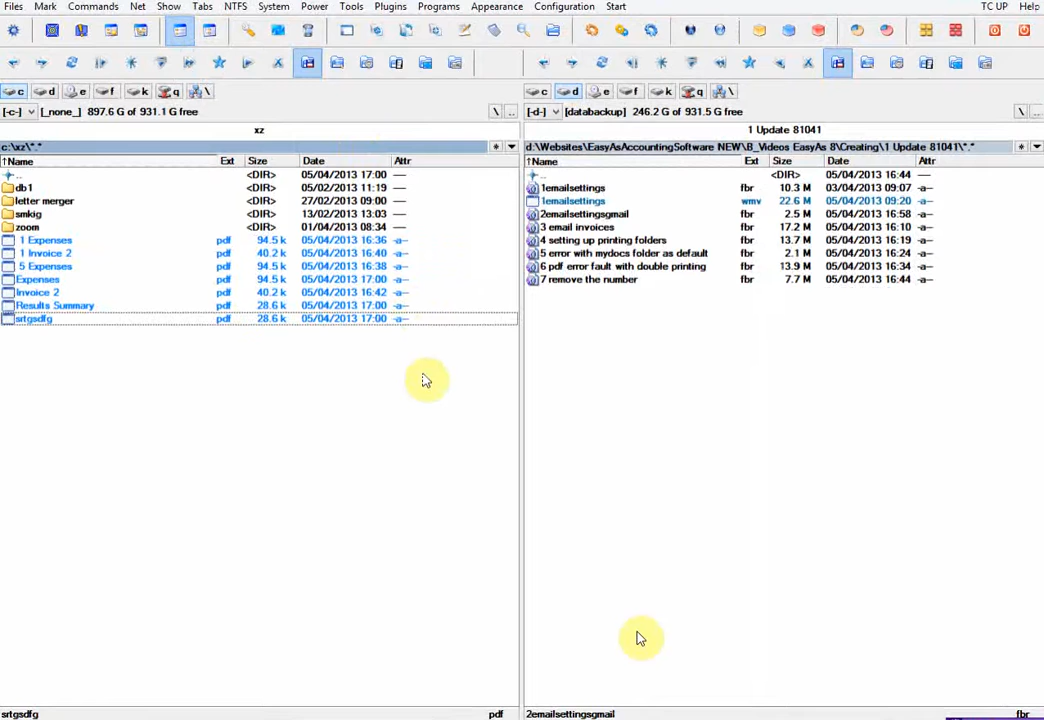 Files Mark Commands Net Show Tabs NTFS System Power Tools Plugins Programs Appearance Configuration Start TC UP Help
c d e f k q \ c d e f k q \
[-c-] [_none_] 897.6 G of 931.1 G free \ .. [-d-] [databackup] 246.2 G of 931.5 G free \ ..
xz 1 Update 81041
c:\xz\*.* * d:\Websites\EasyAsAccountingSoftware NEW\B_Videos EasyAs 8\Creating\1 Update 81041\*.* *
↑Name Ext Size Date Attr ↑Name Ext Size Date Attr
.. <DIR> 05/04/2013 17:00 — .. <DIR> 05/04/2013 16:44 —
db1 <DIR> 05/02/2013 11:19 — 1emailsettings fbr 10.3 M 03/04/2013 09:07 -a–
letter merger <DIR> 27/02/2013 09:00 — 1emailsettings wmv 22.6 M 05/04/2013 09:20 -a–
smkig <DIR> 13/02/2013 13:03 — 2emailsettingsgmail fbr 2.5 M 05/04/2013 16:58 -a–
zoom <DIR> 01/04/2013 08:34 — 3 email invoices fbr 17.2 M 05/04/2013 16:10 -a–
1 Expenses pdf 94.5 k 05/04/2013 16:36 -a– 4 setting up printing folders fbr 13.7 M 05/04/2013 16:19 -a–
1 Invoice 2 pdf 40.2 k 05/04/2013 16:40 -a– 5 error with mydocs folder as default fbr 2.1 M 05/04/2013 16:24 -a–
5 Expenses pdf 94.5 k 05/04/2013 16:38 -a– 6 pdf error fault with double printing fbr 13.9 M 05/04/2013 16:34 -a–
Expenses pdf 94.5 k 05/04/2013 16:34 -a– 7 remove the number fbr 7.7 M 05/04/2013 16:44 -a–
Invoice 2 pdf 40.2 k 05/04/2013 16:42 -a–
Results Summary pdf 28.6 k 05/04/2013 17:00 -a–
srtgsdfg pdf 28.6 k 05/04/2013 17:00 -a–
srtgsdfg pdf 2emailsettingsgmail fbr